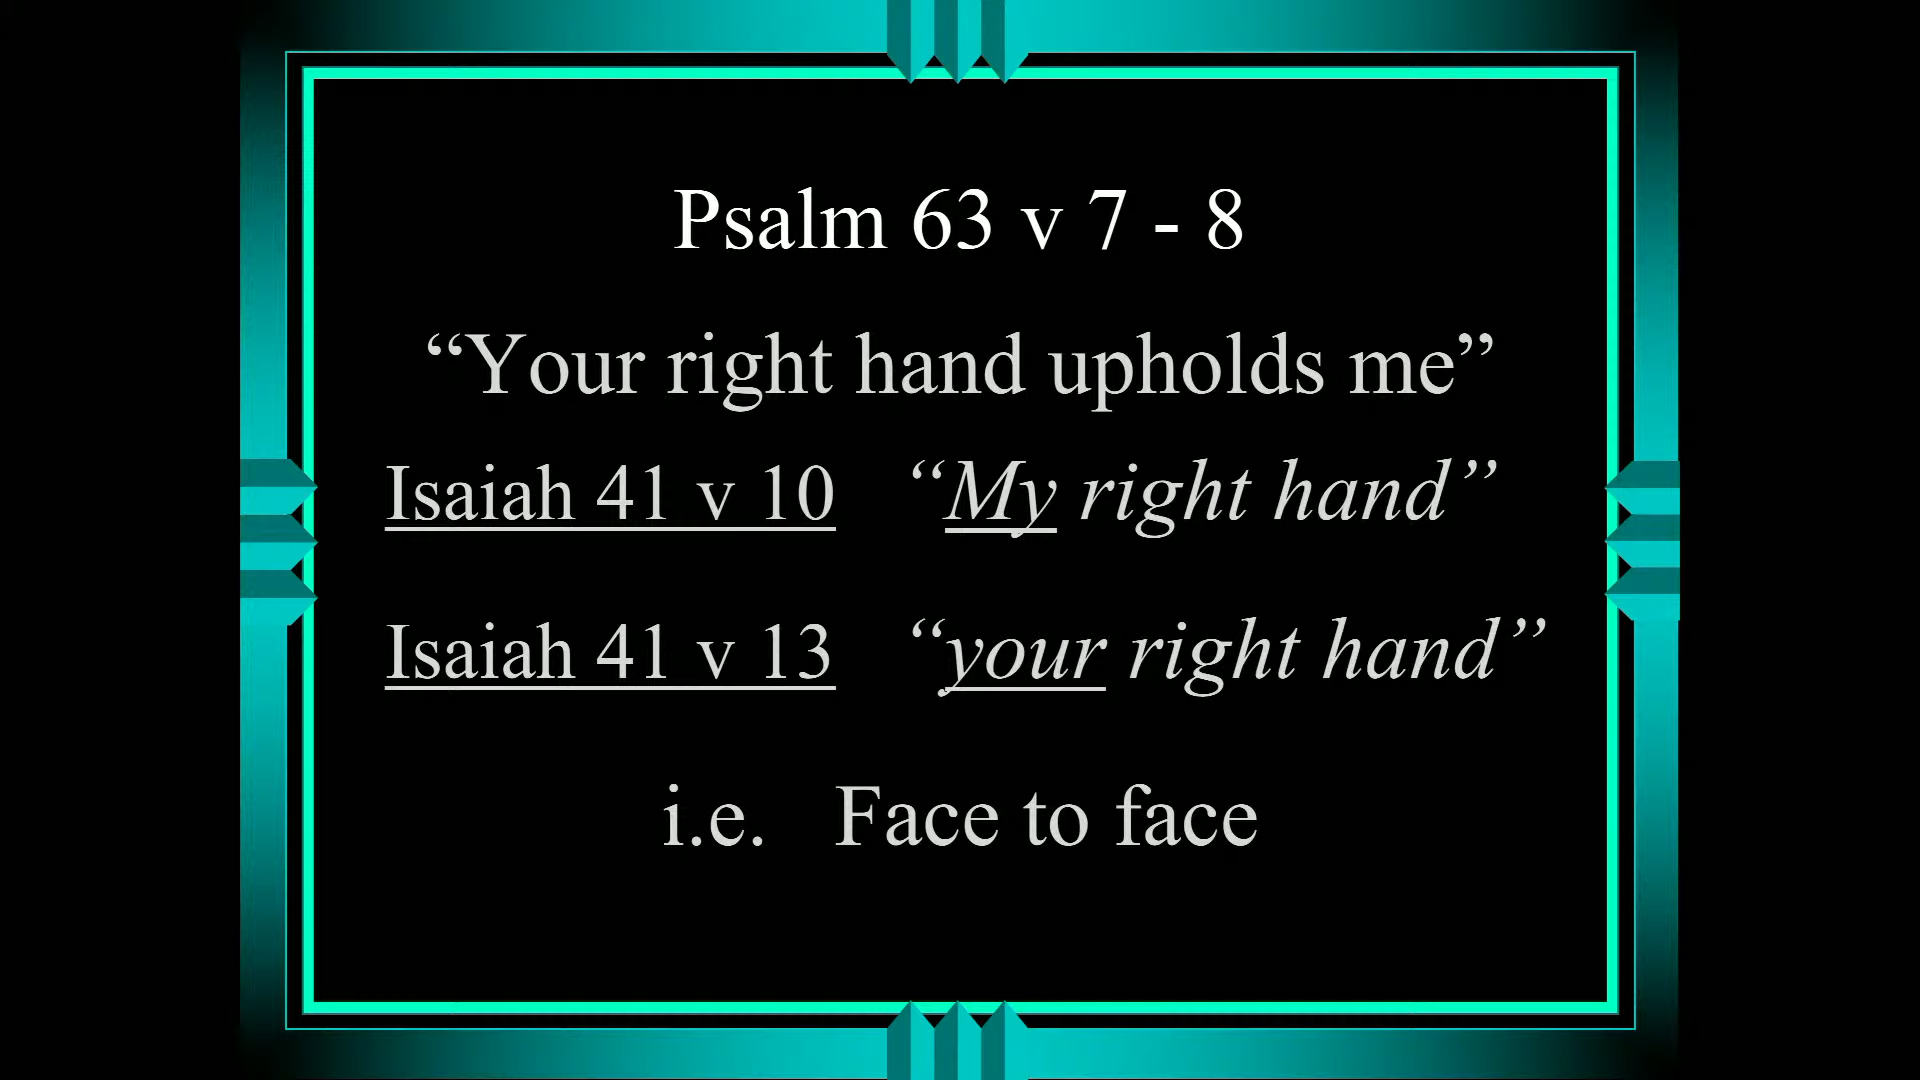 Psalm 63 v 7 - 8
“Your right hand upholds me”
Isaiah 41 v 10 “My right hand”
Isaiah 41 v 13 “your right hand”
i.e. Face to face